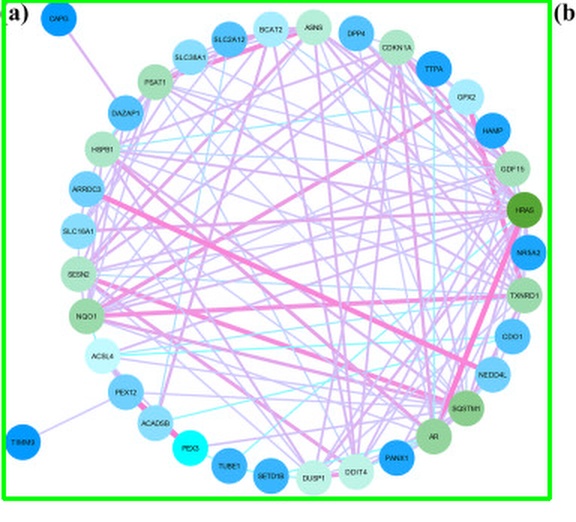 (a)
(b
CAPG
SLC2A12
BCAT2
ASNS
DPP4
CDKN1A
SLC38A1
TTPA
PSAT1
GPX2
DAZAP1
HAMP
HSPB1
GDF15
ARRDC3
HRAS
SLC16A1
NR5A2
SESN2
TXNRD1
NQO1
CDO1
ACSL4
NEDD4L
PEX12
SQSTM1
ACADSB
AR
TIMM9
PEX3
PANX1
TUBE1
SETD1B
DUSP1
DDIT4